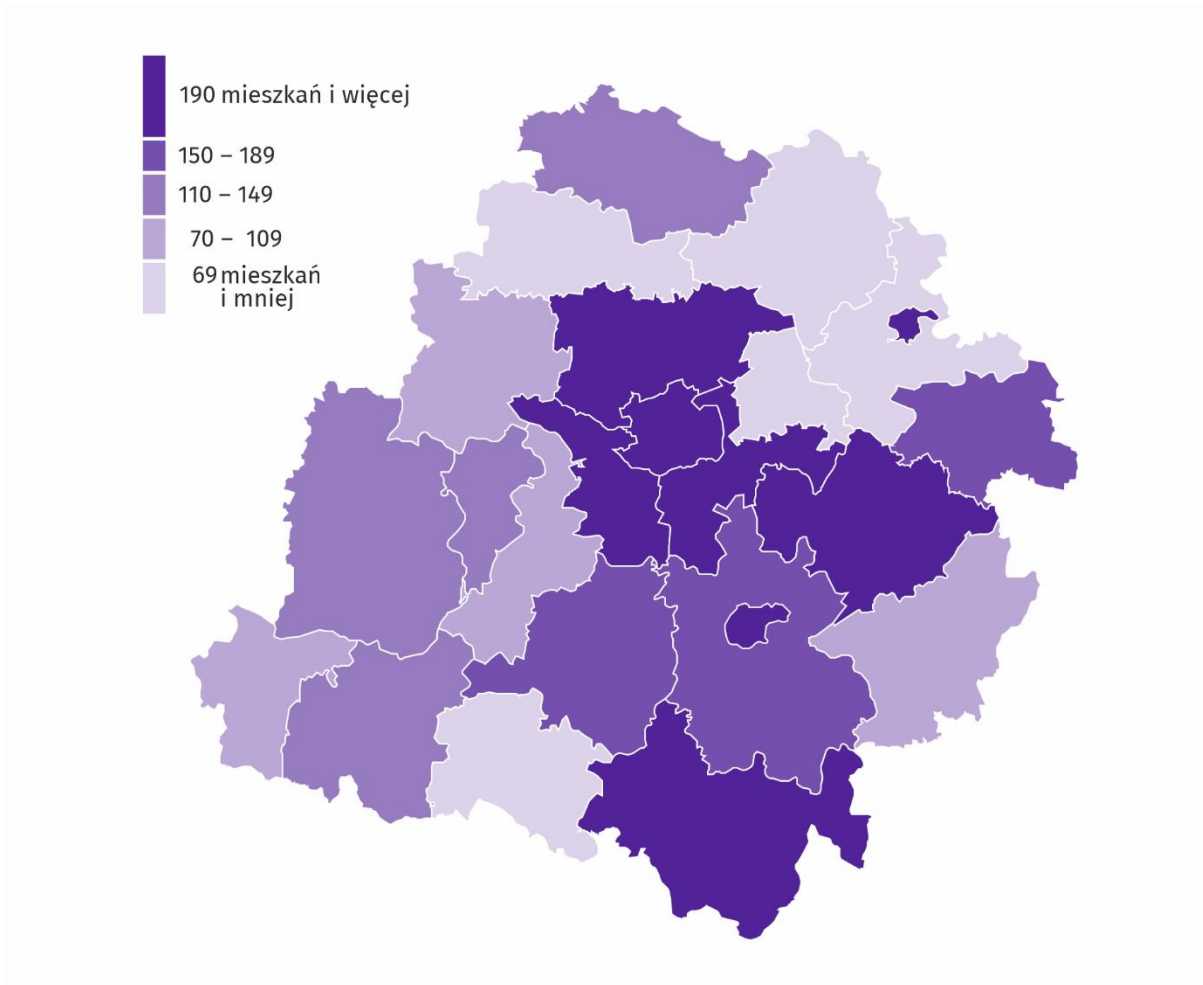 190 mieszkań i więcej
150 – 189
110 – 149
70 – 109
69 mieszkań
i mniej